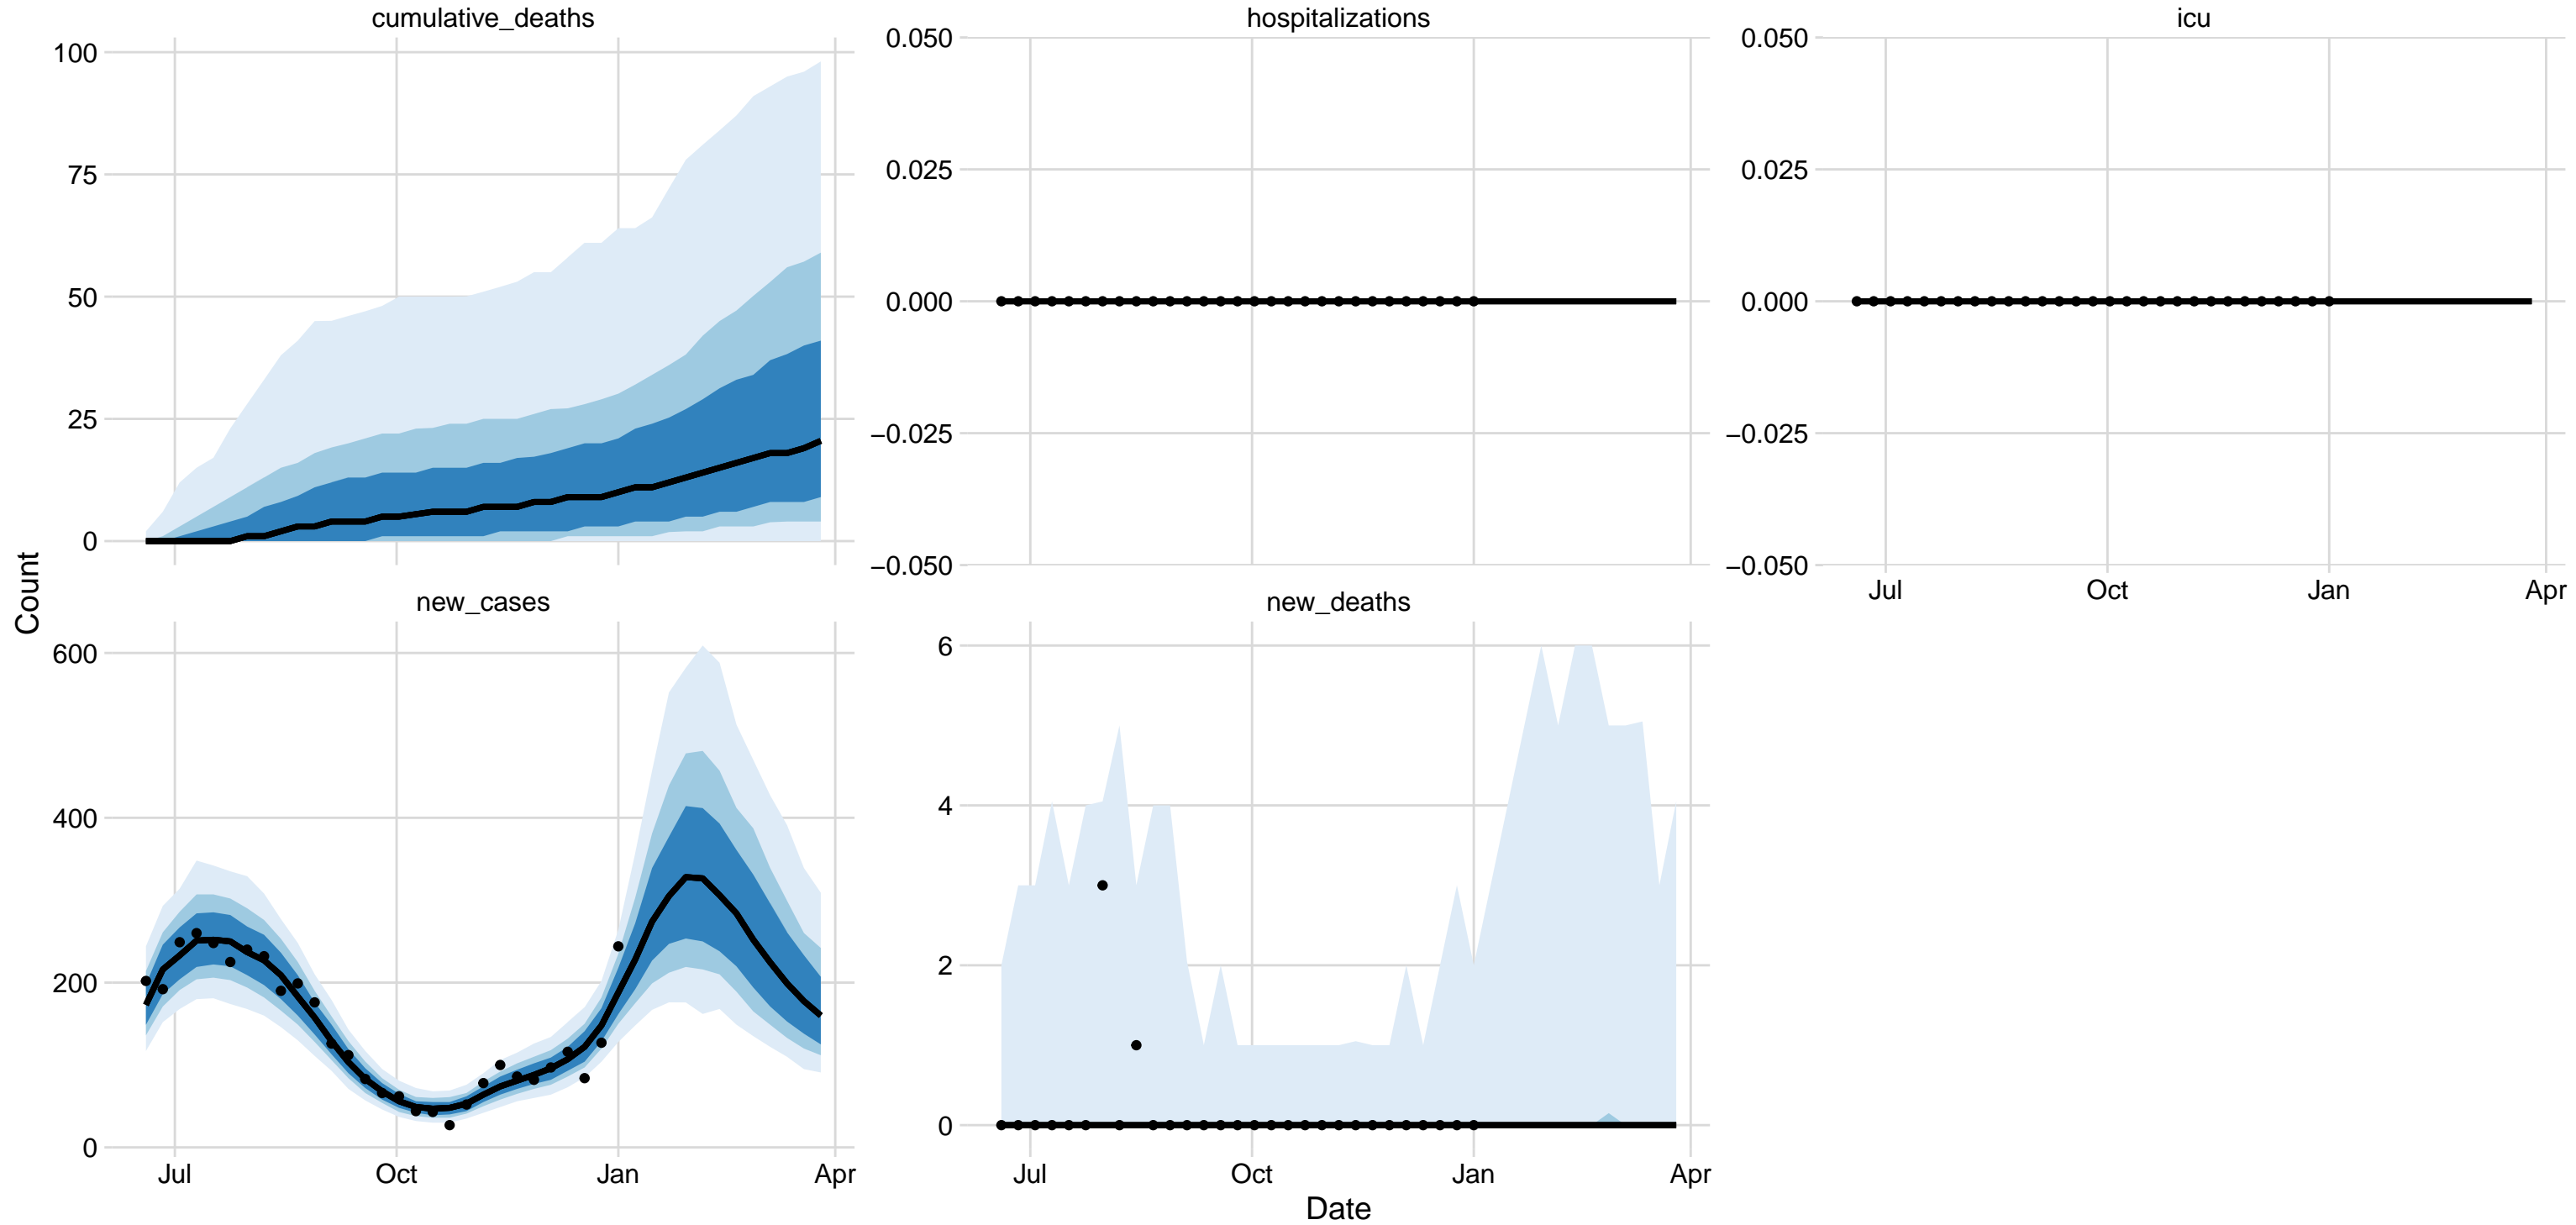 cumulative_deaths
hospitalizations
icu
100
75
50
25
0
0.050
0.025
0.000
−0.025
−0.050
0.050
0.025
0.000
−0.025
−0.050
Jul Oct Jan Apr
Count
new_cases
new_deaths
600
400
200
0
6
4
2
0
Jul Oct Jan Apr
Jul Oct Jan Apr
Date